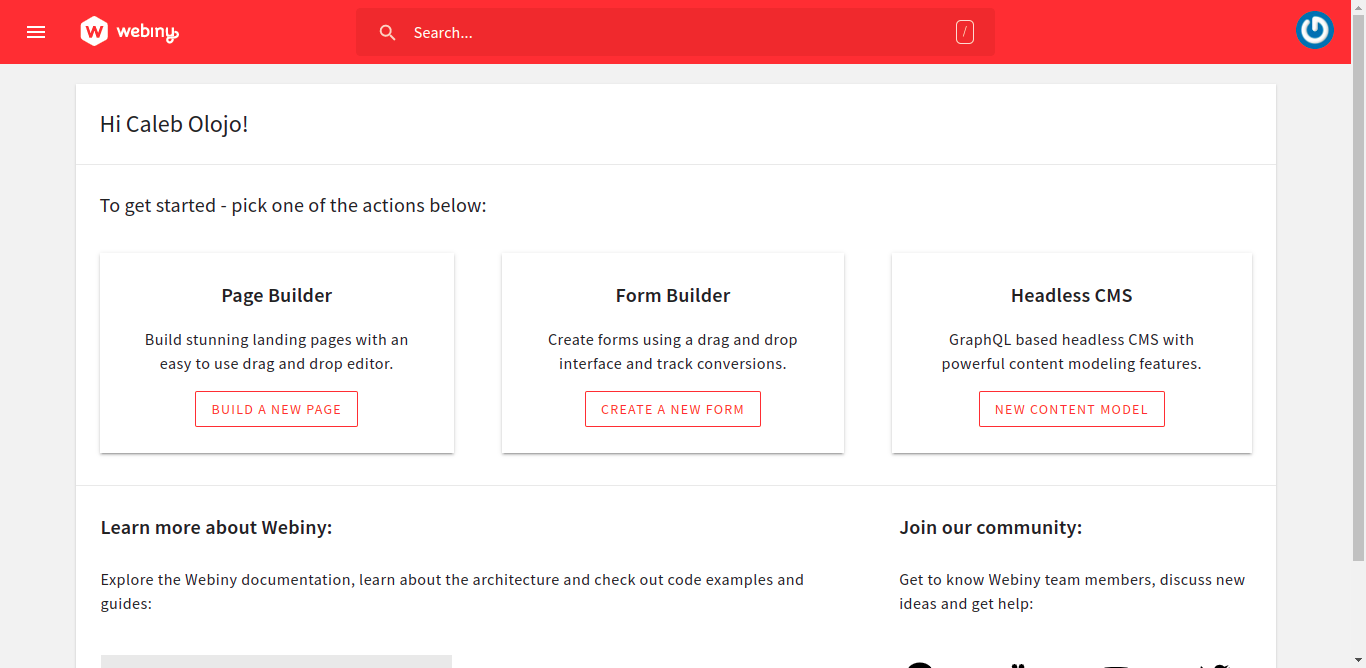 webiny
Search...
/
Hi Caleb Olojo!
To get started - pick one of the actions below:
Page Builder
Build stunning landing pages with an
easy to use drag and drop editor.
BUILD A NEW PAGE
Form Builder
Create forms using a drag and drop
interface and track conversions.
CREATE A NEW FORM
Headless CMS
GraphQL based headless CMS with
powerful content modeling features.
NEW CONTENT MODEL
Learn more about Webiny:
Explore the Webiny documentation, learn about the architecture and check out code examples and
guides:
Join our community:
Get to know Webiny team members, discuss new
ideas and get help: